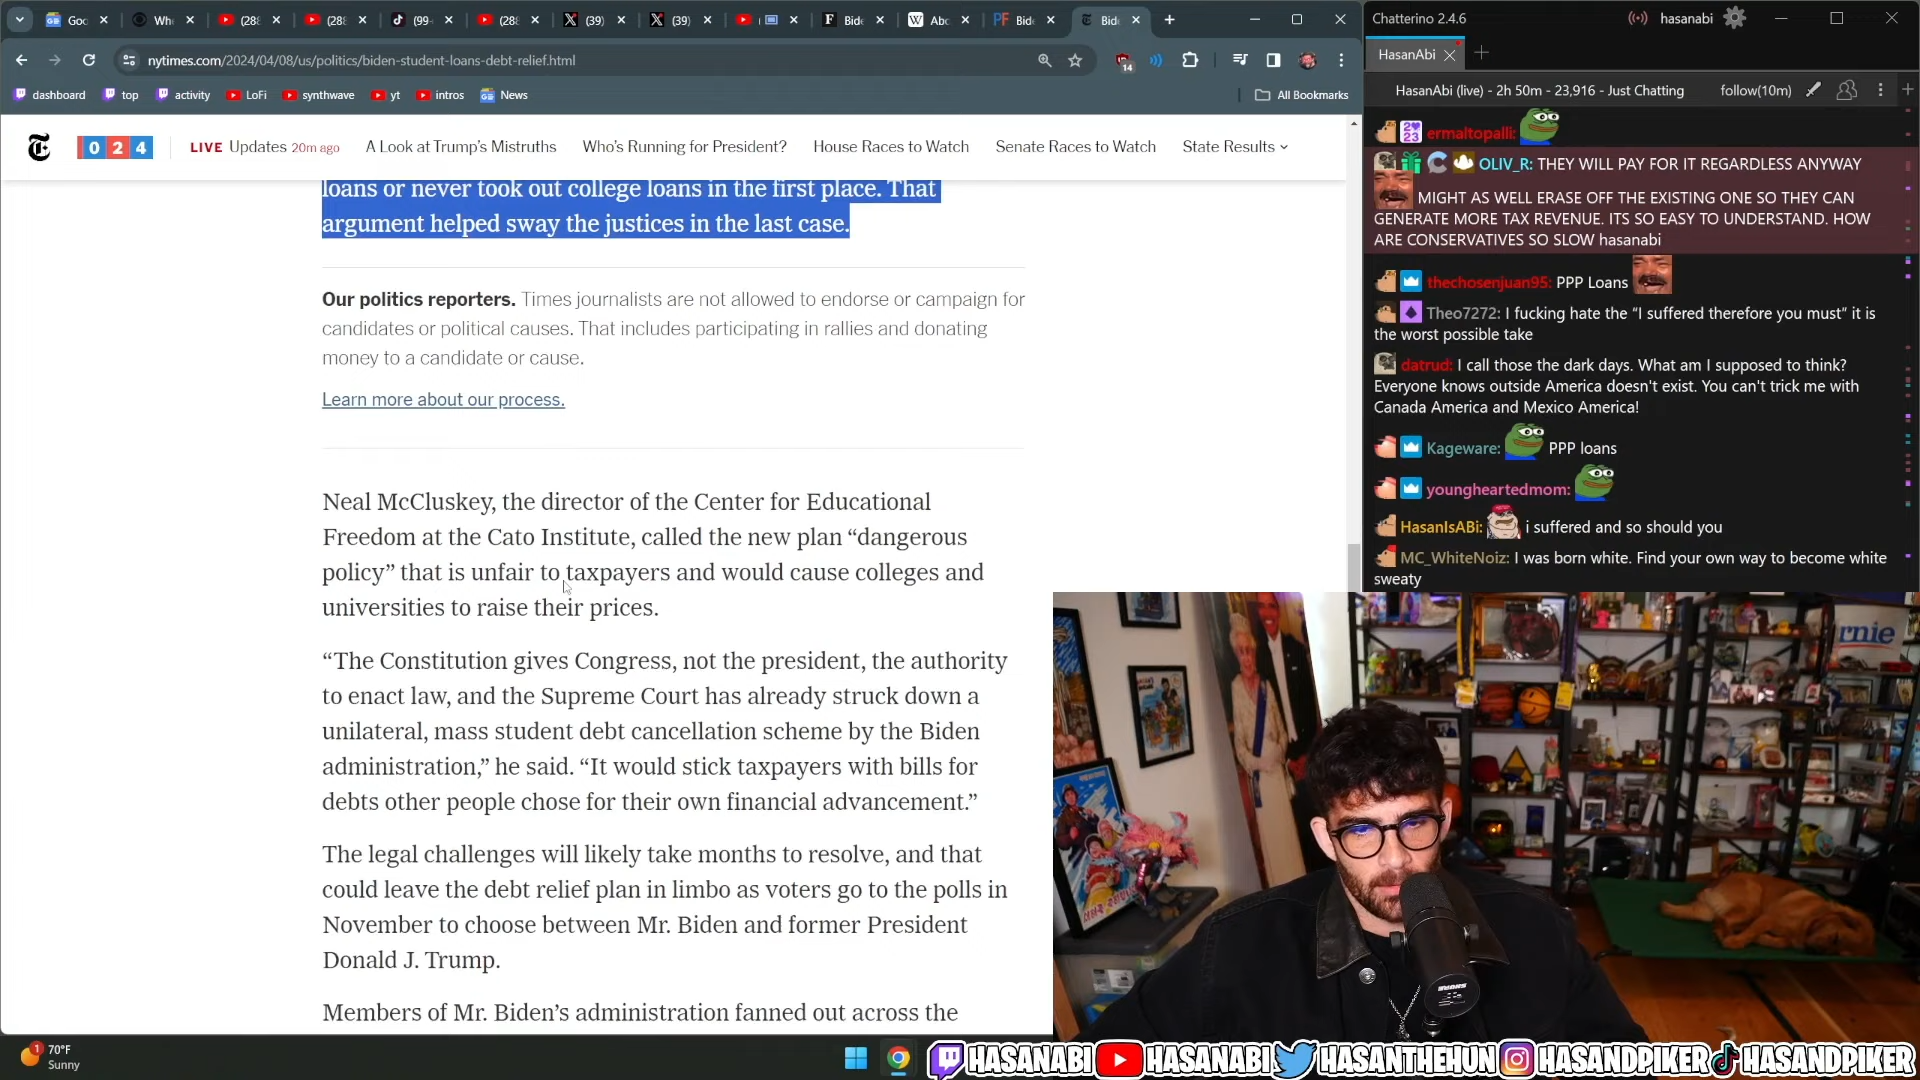 Goo
Whe
(288
(288
(99+
(288
(39)
(39)
Bide
Abo
Bide
Bide
nytimes.com/2024/04/08/us/politics/biden-student-loans-debt-relief.html
14
dashboard
top
activity
LoFi
synthwave
yt
intros
News
All Bookmarks
024
LIVE Updates 20m ago
A Look at Trump’s Mistruths
Who’s Running for President?
House Races to Watch
Senate Races to Watch
State Results
loans or never took out college loans in the first place. That
argument helped sway the justices in the last case.
Our politics reporters. Times journalists are not allowed to endorse or campaign for
candidates or political causes. That includes participating in rallies and donating
money to a candidate or cause.
Learn more about our process.
Neal McCluskey, the director of the Center for Educational
Freedom at the Cato Institute, called the new plan “dangerous
policy” that is unfair to taxpayers and would cause colleges and
universities to raise their prices.
“The Constitution gives Congress, not the president, the authority
to enact law, and the Supreme Court has already struck down a
unilateral, mass student debt cancellation scheme by the Biden
administration,” he said. “It would stick taxpayers with bills for
debts other people chose for their own financial advancement.”
The legal challenges will likely take months to resolve, and that
could leave the debt relief plan in limbo as voters go to the polls in
November to choose between Mr. Biden and former President
Donald J. Trump.
Members of Mr. Biden’s administration fanned out across the
Chatterino 2.4.6
hasanabi
HasanAbi
HasanAbi (live) - 2h 50m - 23,916 - Just Chatting
follow(10m)
ermaltopalli:
OLIV_R: THEY WILL PAY FOR IT REGARDLESS ANYWAY
MIGHT AS WELL ERASE OFF THE EXISTING ONE SO THEY CAN
GENERATE MORE TAX REVENUE. ITS SO EASY TO UNDERSTAND. HOW
ARE CONSERVATIVES SO SLOW hasanabi
thechosenjuan95: PPP Loans
Theo7272: I fucking hate the “I suffered therefore you must” it is
the worst possible take
datrud: I call those the dark days. What am I supposed to think?
Everyone knows outside America doesn't exist. You can't trick me with
Canada America and Mexico America!
Kageware: PPP loans
youngheartedmom:
HasanIsABi: i suffered and so should you
MC_WhiteNoiz: I was born white. Find your own way to become white
sweaty
rnie
1
70°F
Sunny
HASANABI
HASANABI
HASANTHEHUN
HASANDPIKER
HASANDPIKER